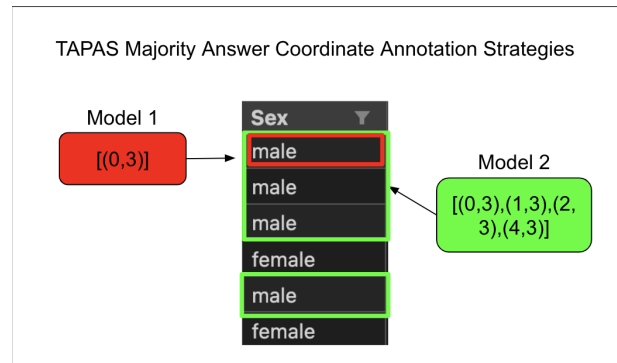 TAPAS Majority Answer Coordinate Annotation Strategies
Model 1
[(0,3)]
Sex
male
male
male
female
male
female
Model 2
[(0,3),(1,3),(2,
3),(4,3)]